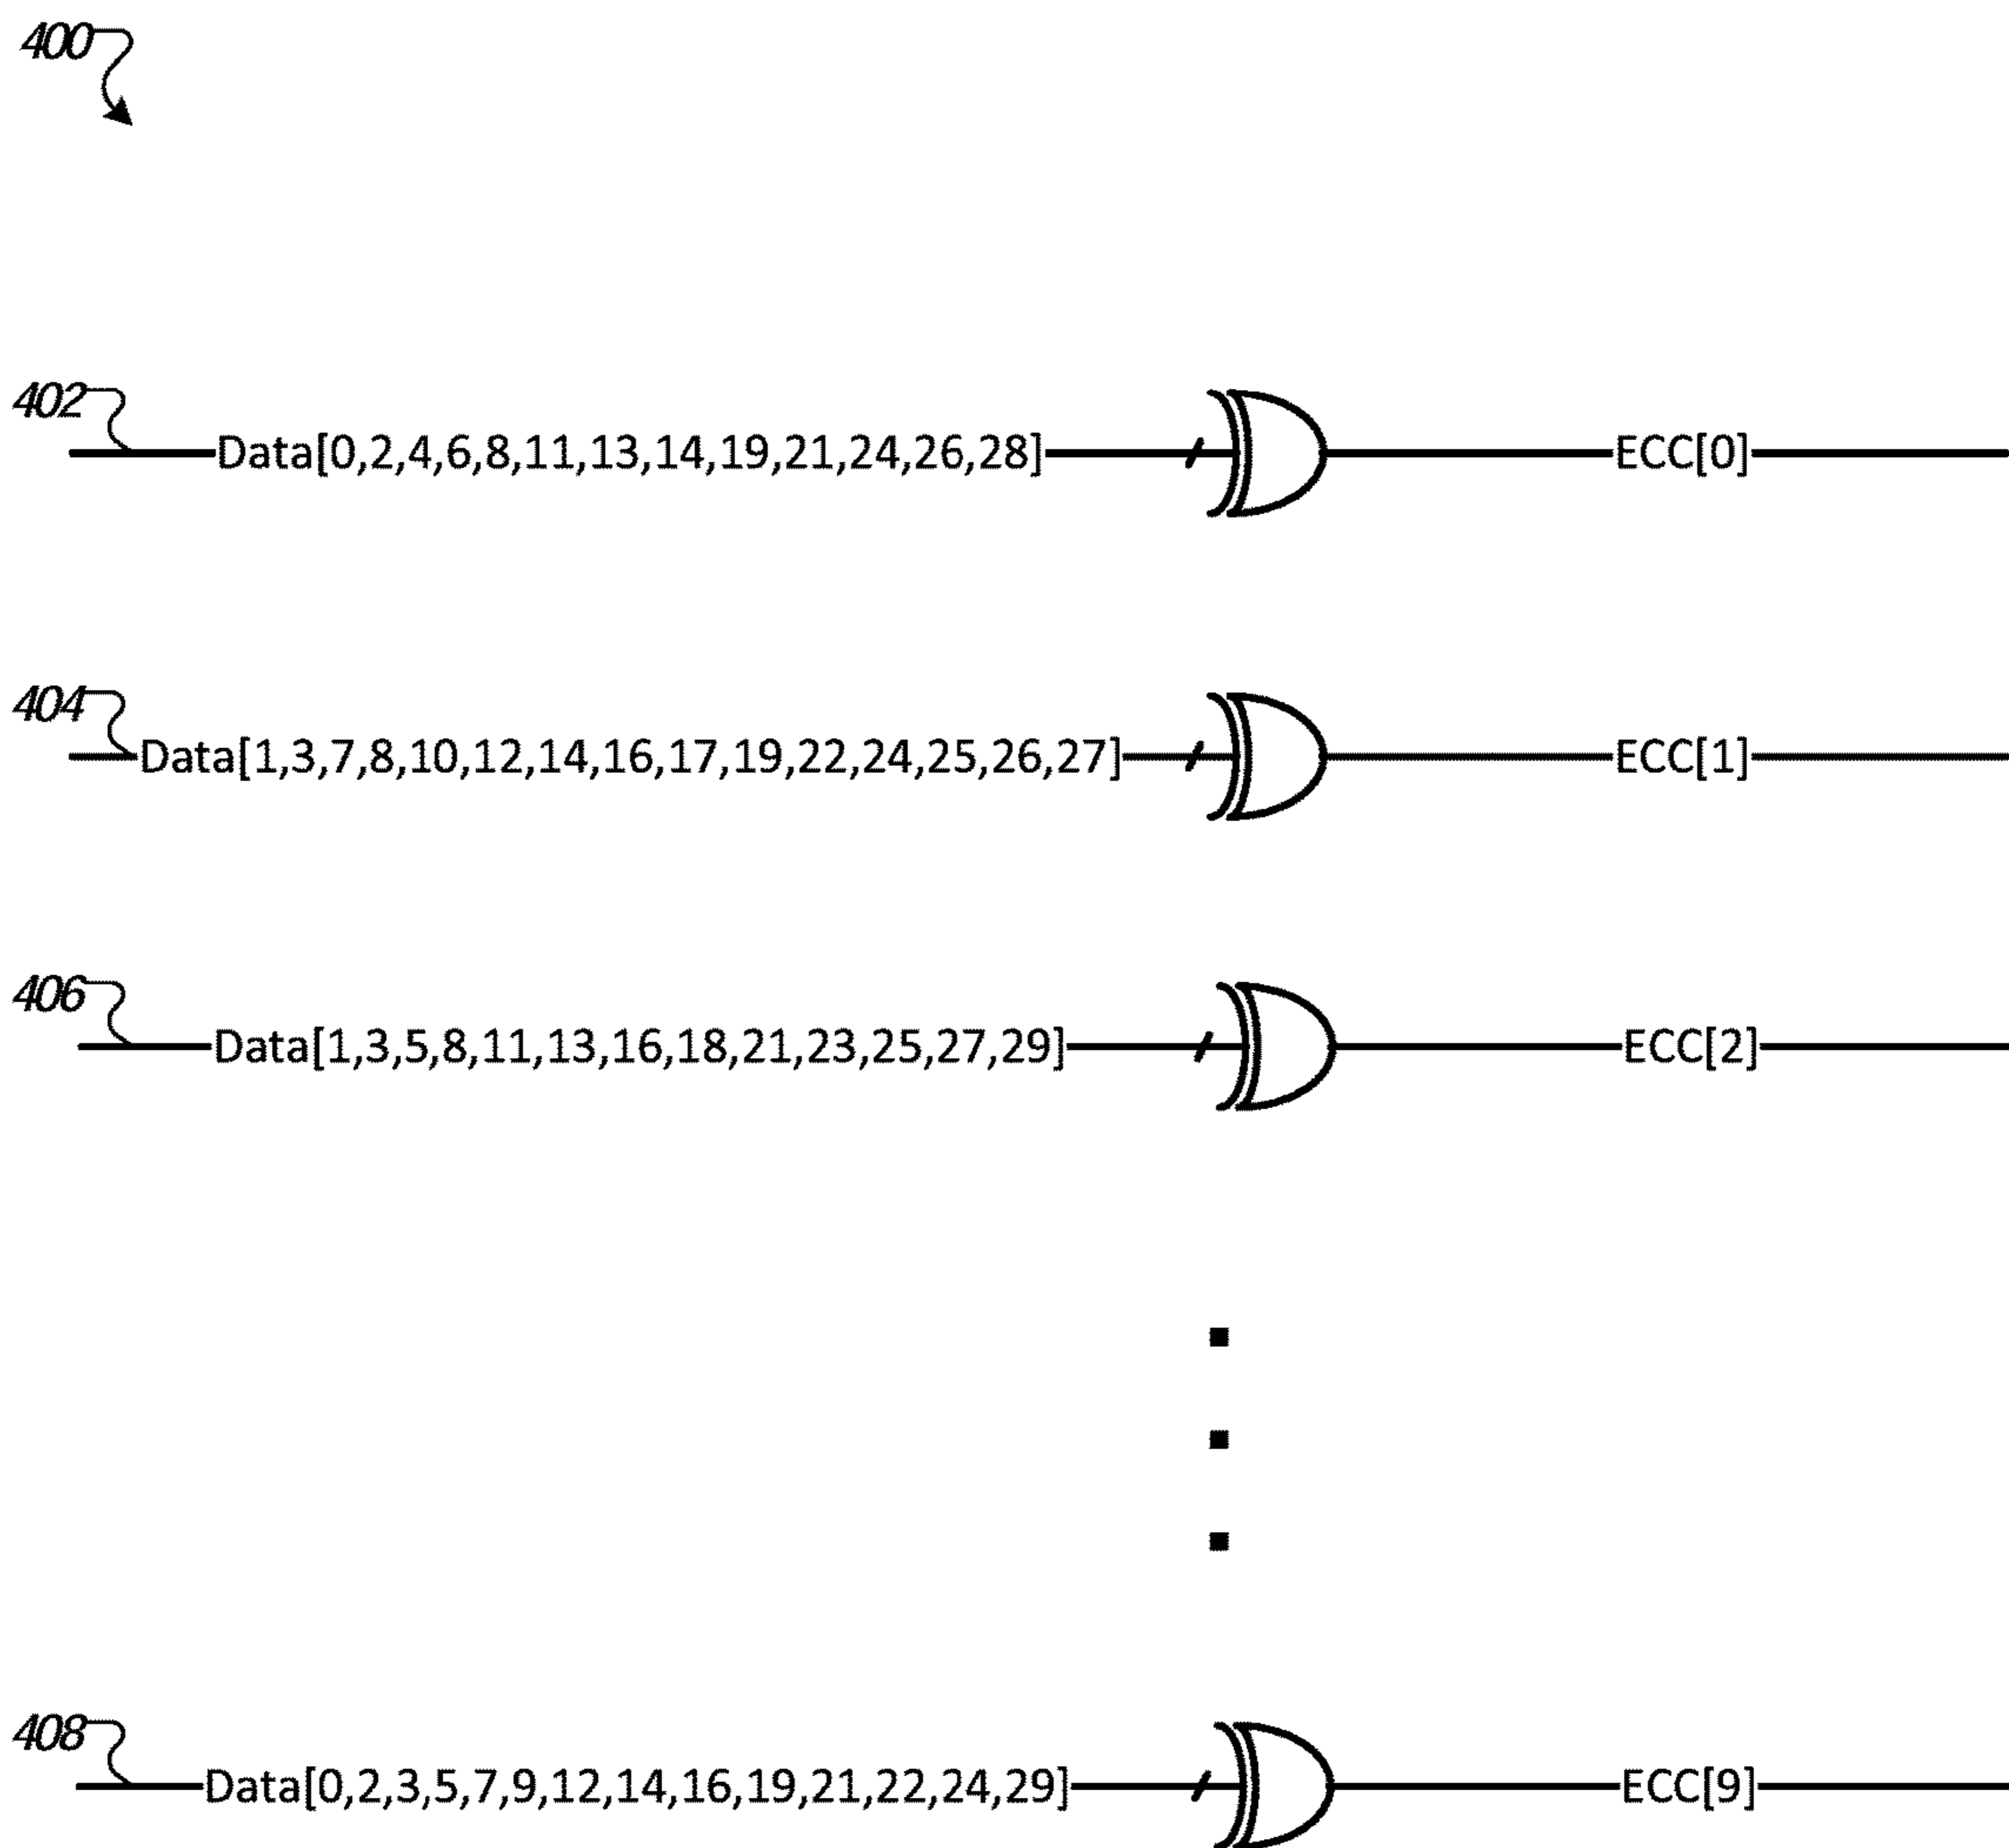 400
402
Data[0,2,4,6,8,11,13,14,19,21,24,26,28] ECC[0]
404
Data[1,3,7,8,10,12,14,16,17,19,22,24,25,26,27] ECC[1]
406
Data[1,3,5,8,11,13,16,18,21,23,25,27,29] ECC[2]
408
Data[0,2,3,5,7,9,12,14,16,19,21,22,24,29] ECC[9]